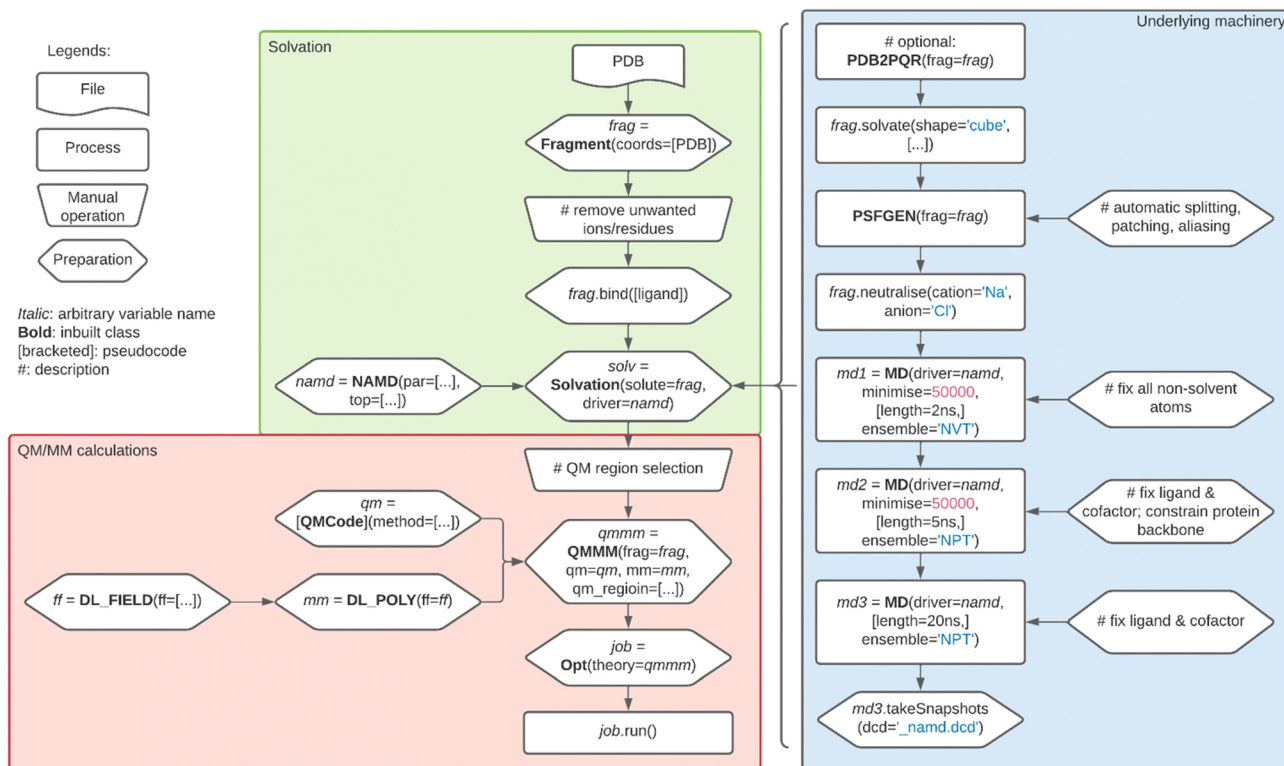 Legends:
File
Process
Manual
operation
Preparation
Italic: arbitrary variable name
Bold: inbuilt class
[bracketed]: pseudocode
#: description
Solvation
PDB
frag =
Fragment(coords=[PDB])
# remove unwanted
ions/residues
frag.bind([ligand])
namd = NAMD(par=[...],
top=[...])
solv =
Solvation(solute=frag,
driver=namd)
QM/MM calculations
# QM region selection
qm =
[QMCode](method=[...])
ff = DL_FIELD(ff=[...])
mm = DL_POLY(ff=ff)
qmmm =
QMMM(frag=frag,
qm=qm, mm=mm,
qm_regioin=[...])
job =
Opt(theory=qmmm)
job.run()
Underlying machinery
# optional:
PDB2PQR(frag=frag)
frag.solvate(shape='cube',
[...])
PSFGEN(frag=frag)
# automatic splitting,
patching, aliasing
frag.neutralise(cation='Na',
anion='Cl')
md1 = MD(driver=namd,
minimise=50000,
[length=2ns,]
ensemble='NVT')
# fix all non-solvent
atoms
md2 = MD(driver=namd,
minimise=50000,
[length=5ns,]
ensemble='NPT')
# fix ligand &
cofactor; constrain protein
backbone
md3 = MD(driver=namd,
[length=20ns,]
ensemble='NPT')
# fix ligand & cofactor
md3.takeSnapshots
(dcd='_namd.dcd')